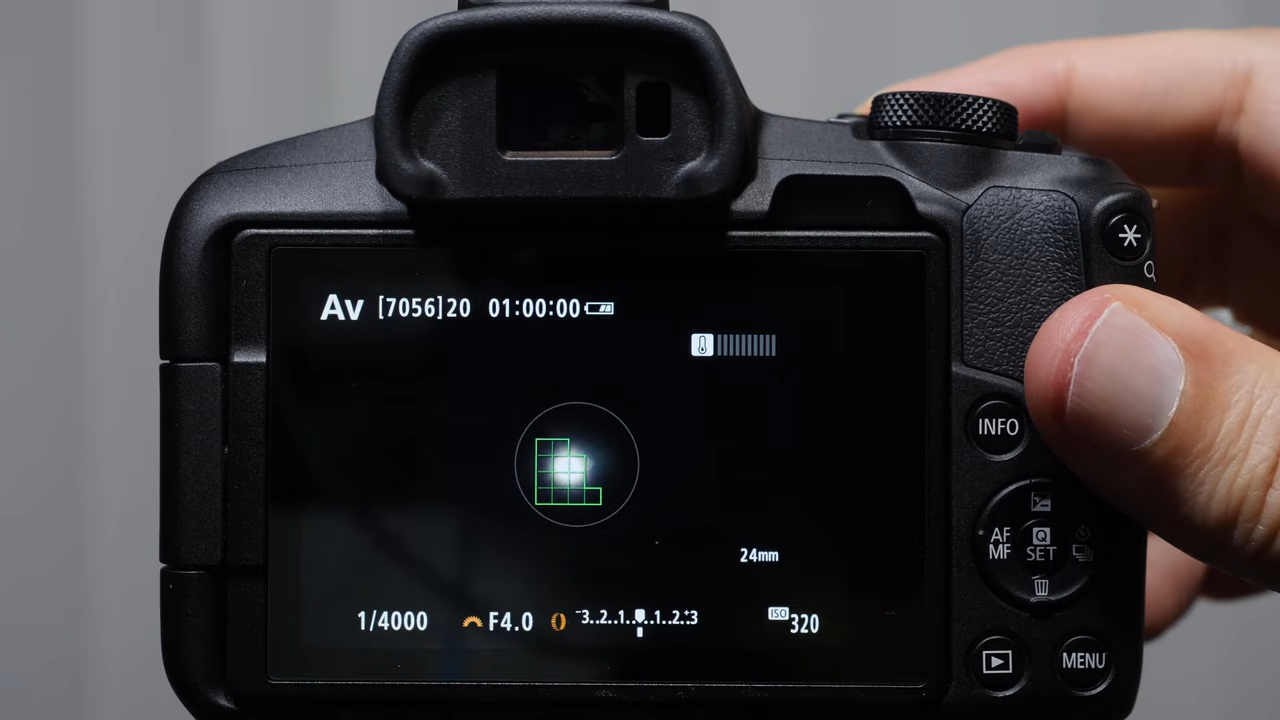 Av [7056]20 01:00:00
24mm
1/4000 F4.0 -3..2..1..0..1..2.:+3 ISO 320
INFO
AF
MF
Q
SET
MENU